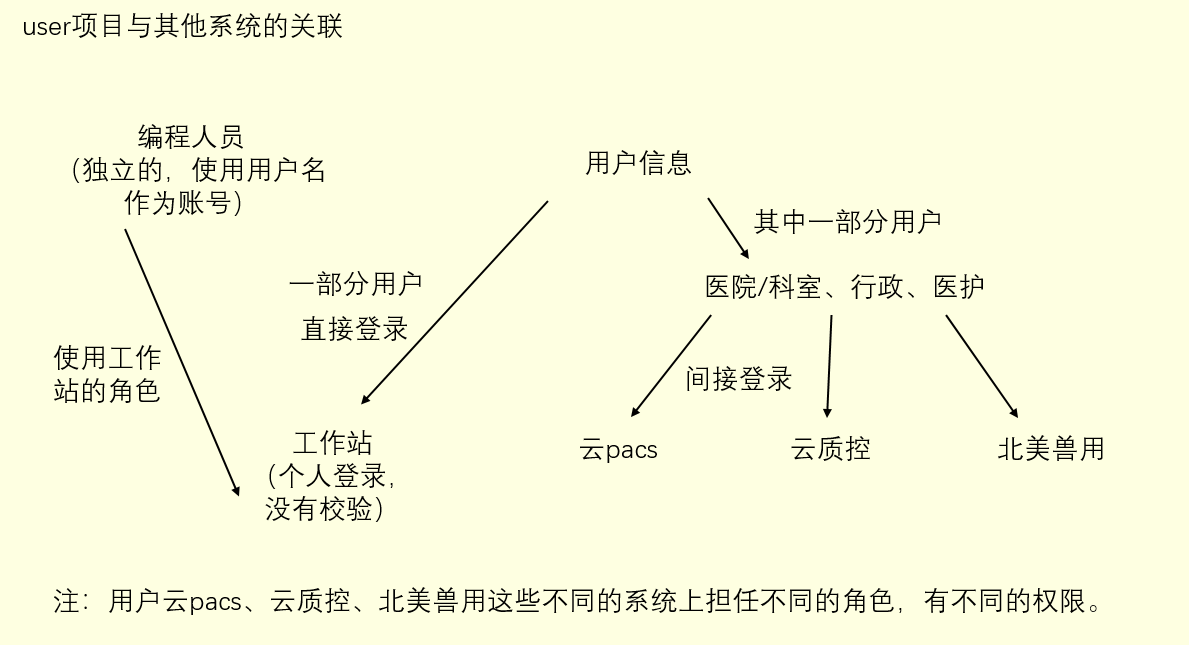 user项目与其他系统的关联
编程人员
（独立的，使用用户名
作为账号）
用户信息
其中一部分用户
医院/科室、行政、医护
一部分用户
直接登录
使用工作
站的角色
间接登录
工作站
（个人登录，
没有校验）
云pacs
云质控
北美兽用
注：用户云pacs、云质控、北美兽用这些不同的系统上担任不同的角色，有不同的权限。